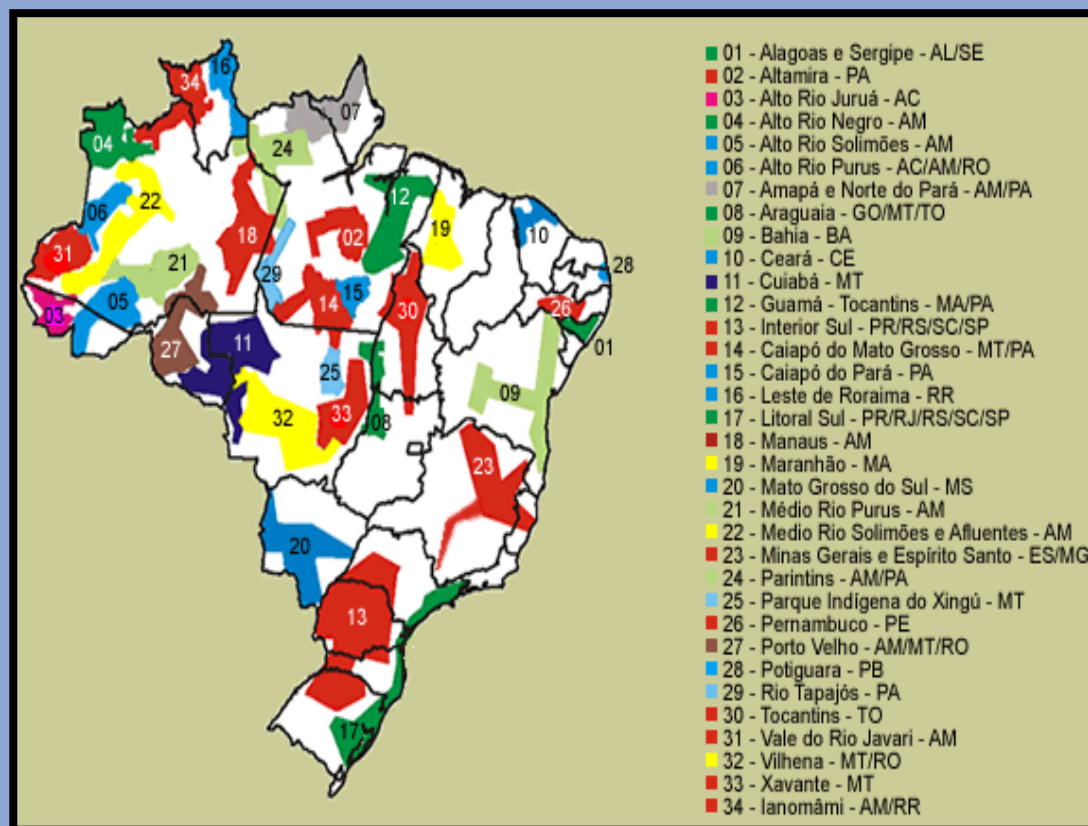 16
34
07
04
24
22
12
06
19
18
02
10
31
21
28
29
15
05
14
30
26
03
01
11
27
25
09
33
08
32
23
20
13
17
01 - Alagoas e Sergipe - AL/SE
02 - Altamira - PA
03 - Alto Rio Juruá - AC
04 - Alto Rio Negro - AM
05 - Alto Rio Solimões - AM
06 - Alto Rio Purus - AC/AM/RO
07 - Amapá e Norte do Pará - AM/PA
08 - Araguaia - GO/MT/TO
09 - Bahia - BA
10 - Ceará - CE
11 - Cuiabá - MT
12 - Guamá - Tocantins - MA/PA
13 - Interior Sul - PR/RS/SC/SP
14 - Caiapó do Mato Grosso - MT/PA
15 - Caiapó do Pará - PA
16 - Leste de Roraima - RR
17 - Litoral Sul - PR/RJ/RS/SC/SP
18 - Manaus - AM
19 - Maranhão - MA
20 - Mato Grosso do Sul - MS
21 - Médio Rio Purus - AM
22 - Medio Rio Solimões e Afluentes - AM
23 - Minas Gerais e Espírito Santo - ES/MG
24 - Parintins - AM/PA
25 - Parque Indígena do Xingú - MT
26 - Pernambuco - PE
27 - Porto Velho - AM/MT/RO
28 - Potiguara - PB
29 - Rio Tapajós - PA
30 - Tocantins - TO
31 - Vale do Rio Javari - AM
32 - Vilhena - MT/RO
33 - Xavante - MT
34 - Ianomâmi - AM/RR